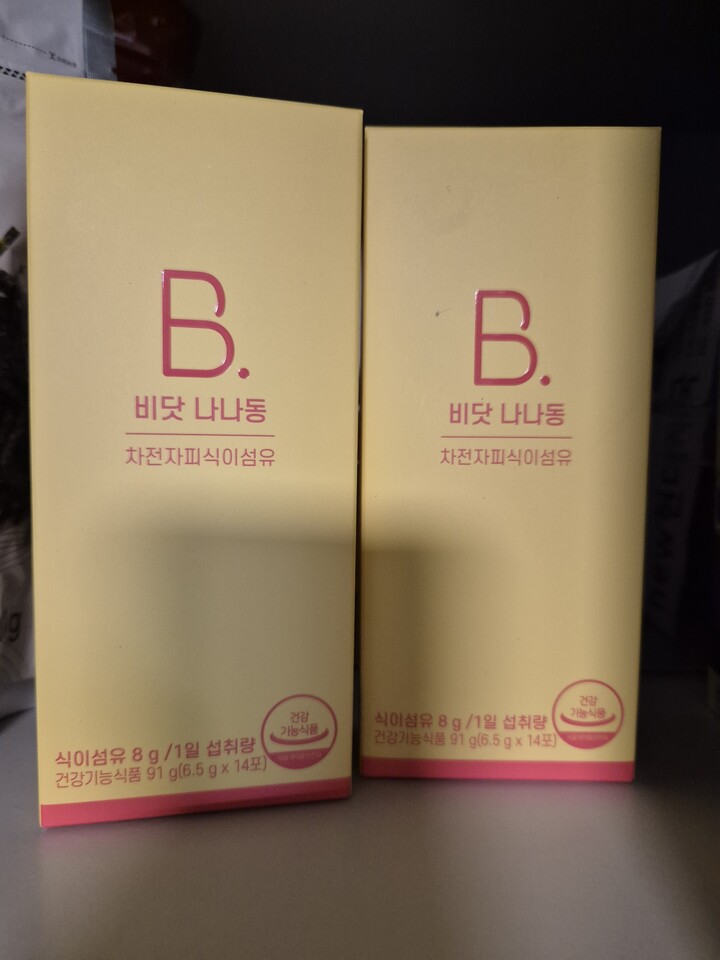 B.
비닷 나나동
차전자피식이섬유
식이섬유 8 g /1일 섭취량
건강기능식품 91 g(6.5 g x 14포)
건강
기능식품
B.
비닷 나나동
차전자피식이섬유
식이섬유 8 g /1일 섭취량
건강기능식품 91 g(6.5 g x 14포)
건강
기능식품